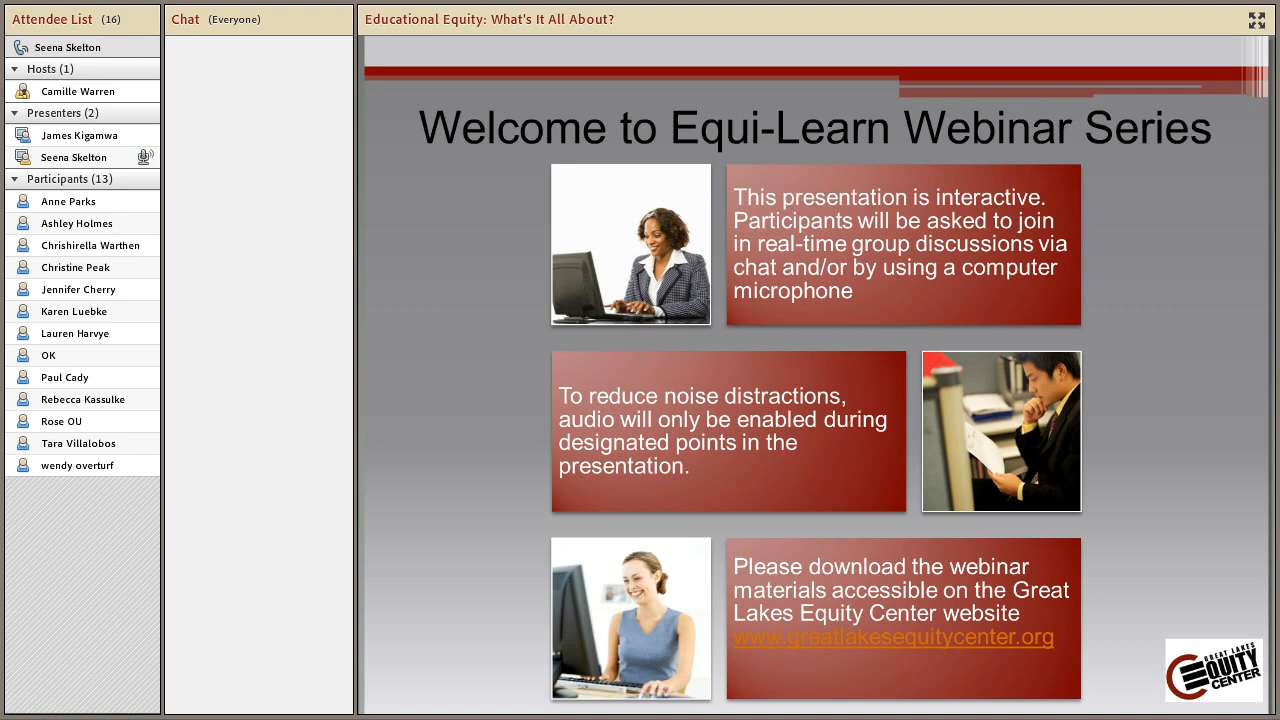 Attendee List (16)
Seena Skelton
Hosts (1)
Camille Warren
Presenters (2)
James Kigamwa
Seena Skelton
Participants (13)
Anne Parks
Ashley Holmes
Chrishirella Warthen
Christine Peak
Jennifer Cherry
Karen Luebke
Lauren Harvye
OK
Paul Cady
Rebecca Kassulke
Rose OU
Tara Villalobos
wendy overturf
Chat (Everyone)
Educational Equity: What's It All About?
Welcome to Equi-Learn Webinar Series
This presentation is interactive.
Participants will be asked to join
in real-time group discussions via
chat and/or by using a computer
microphone
To reduce noise distractions,
audio will only be enabled during
designated points in the
presentation.
Please download the webinar
materials accessible on the Great
Lakes Equity Center website
www.greatlakesequitycenter.org
GREAT LAKES
EQUITY
CENTER